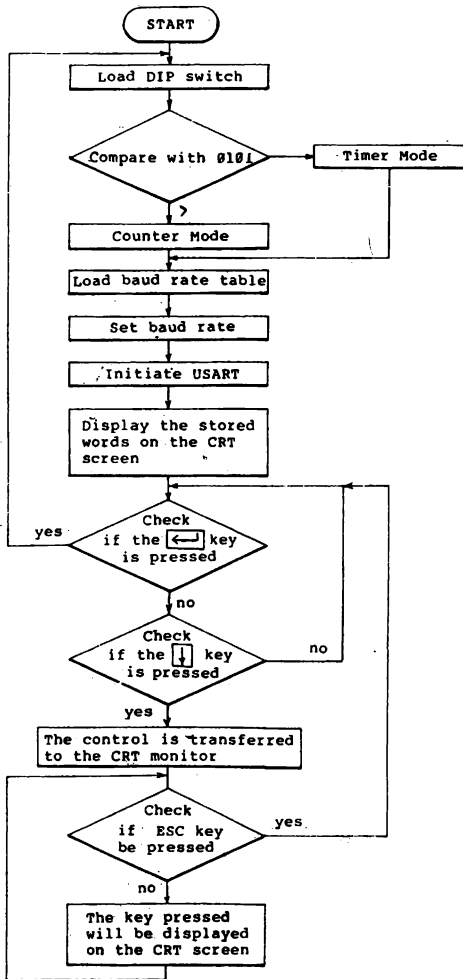 START
Load DIP switch
Compare with 0101
Timer Mode
>
Counter Mode
Load baud rate table
Set baud rate
Initiate USART
Display the stored
words on the CRT
screen
yes
Check
if the ← key
is pressed
no
Check
if the ↓ key
is pressed
no
yes
The control is transferred
to the CRT monitor
Check
if ESC key
be pressed
yes
no
The key pressed
will be displayed
on the CRT screen